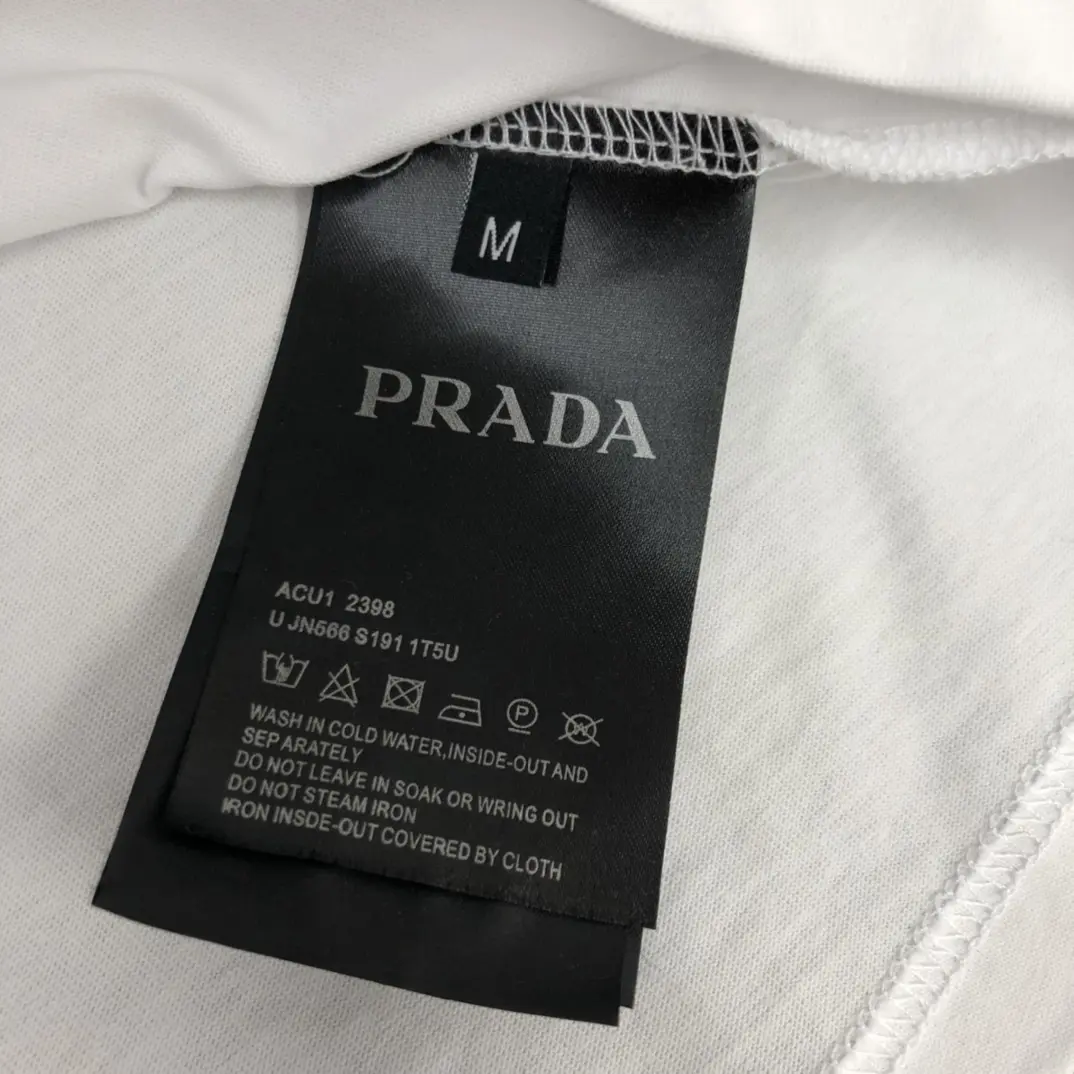 M
PRADA
ACU1 2398
U JN566 S191 1T5U
P
W
WASH IN COLD WATER,INSIDE-OUT AND
SEP ARATELY
DO NOT LEAVE IN SOAK OR WRING OUT
DO NOT STEAM IRON
IRON INSDE-OUT COVERED BY CLOTH